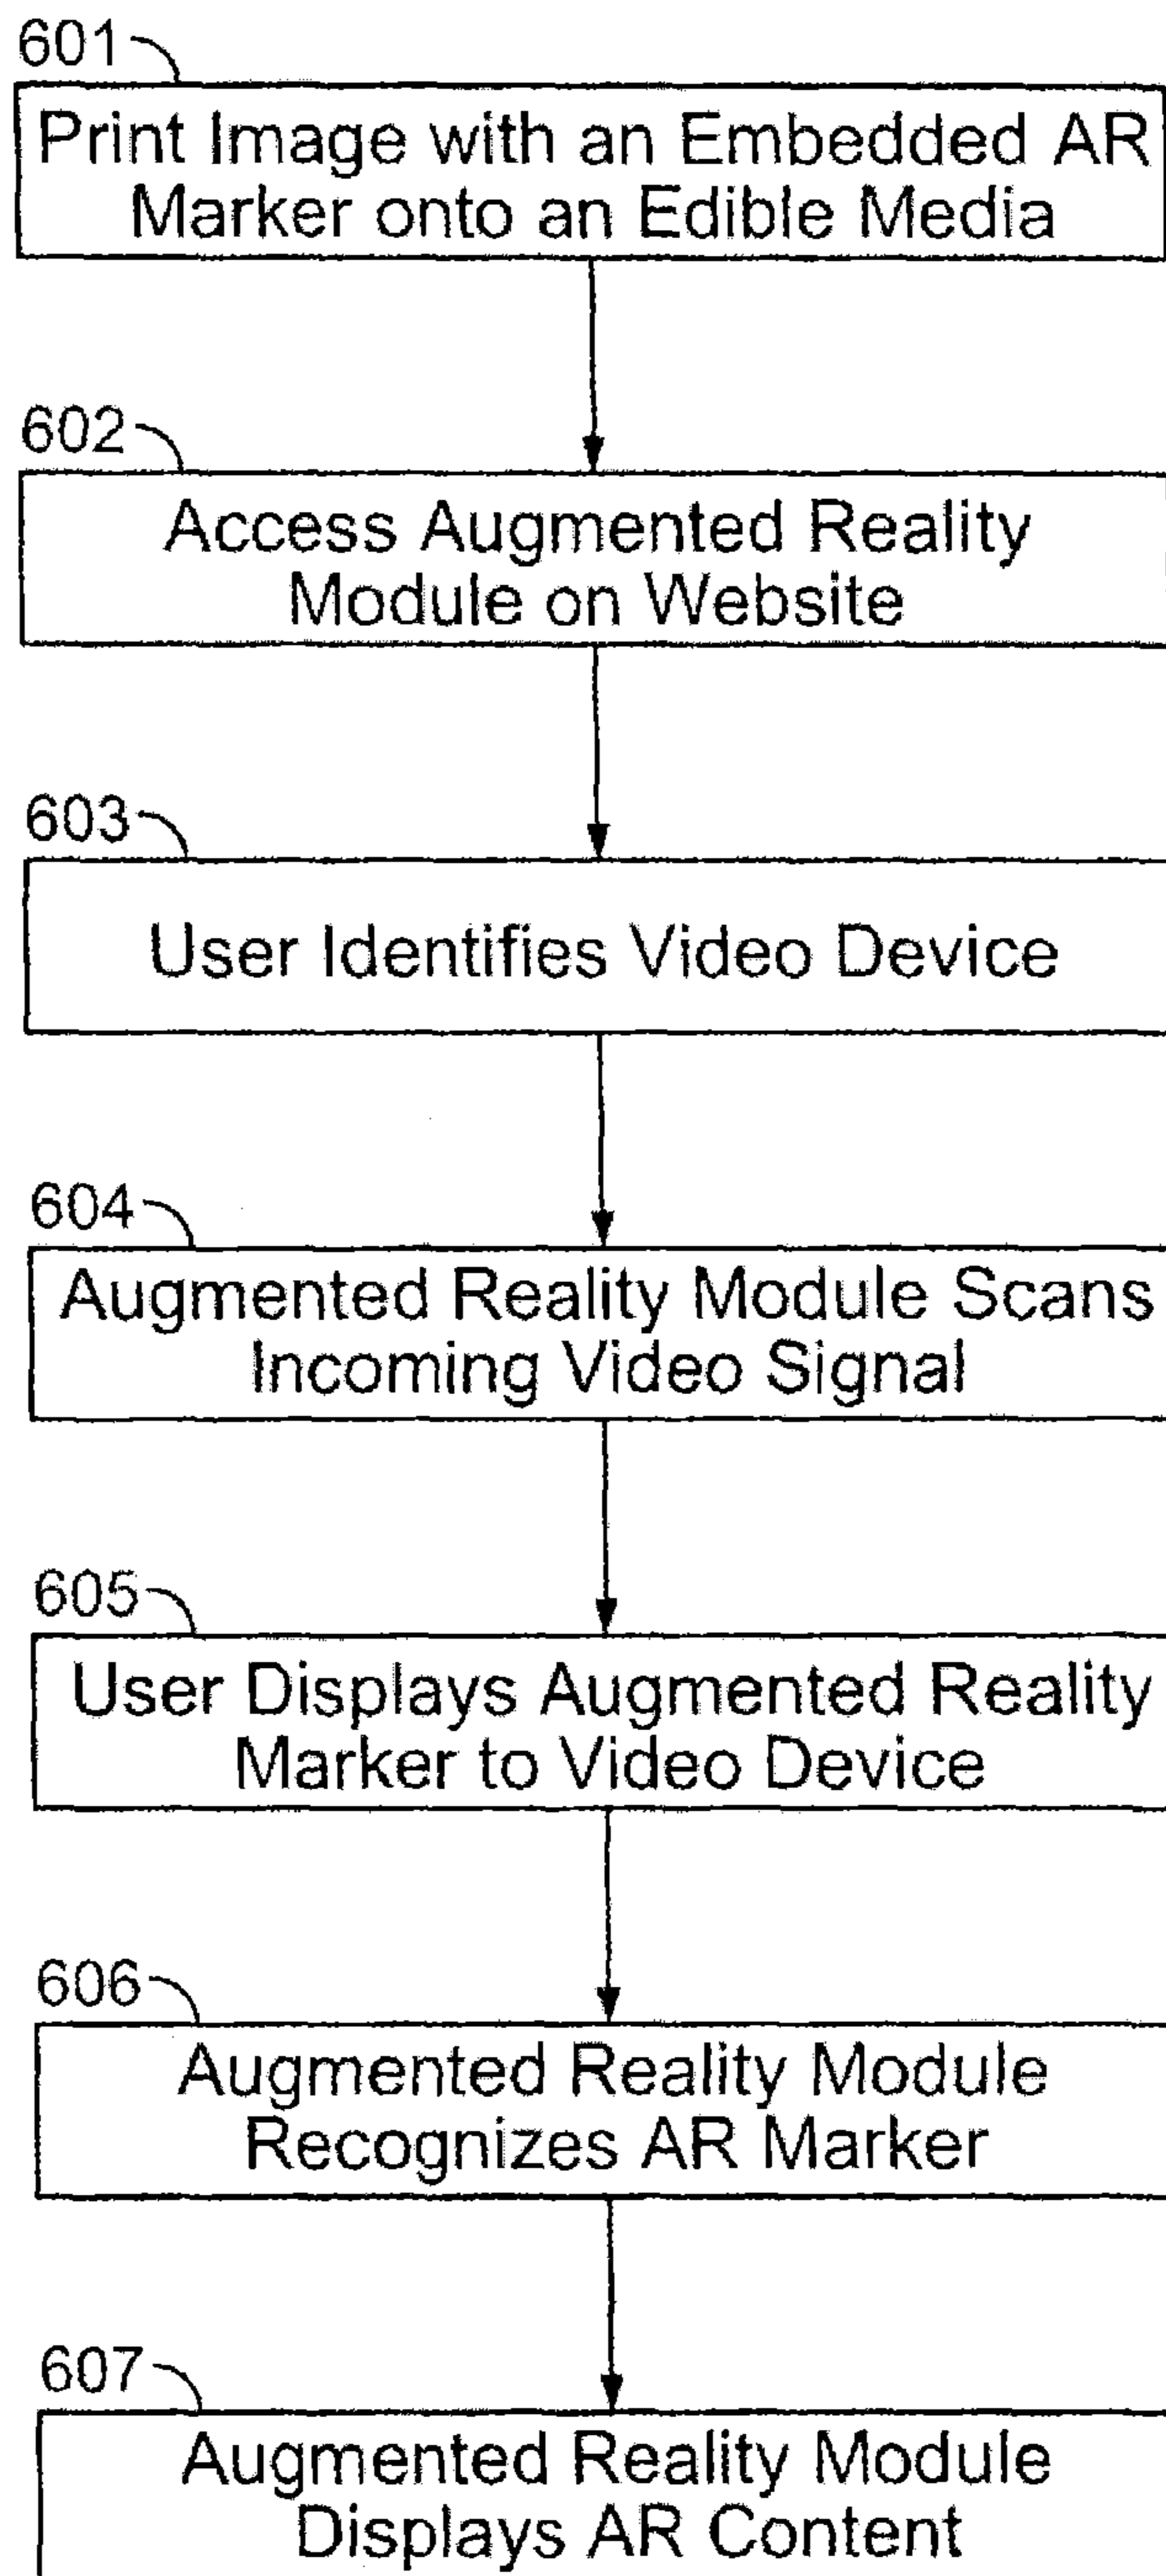 601
Print Image with an Embedded AR
Marker onto an Edible Media
602
Access Augmented Reality
Module on Website
603
User Identifies Video Device
604
Augmented Reality Module Scans
Incoming Video Signal
605
User Displays Augmented Reality
Marker to Video Device
606
Augmented Reality Module
Recognizes AR Marker
607
Augmented Reality Module
Displays AR Content